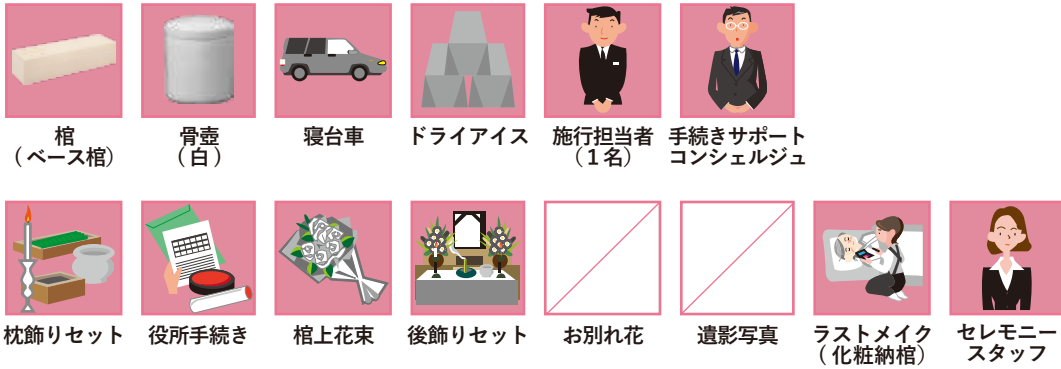 棺
（ベース棺）
骨壺
（白）
寝台車
ドライアイス
施行担当者
（１名）
手続きサポート
コンシェルジュ
枕飾りセット
役所手続き
棺上花束
後飾りセット
お別れ花
遺影写真
ラストメイク
（化粧納棺）
セレモニー
スタッフ